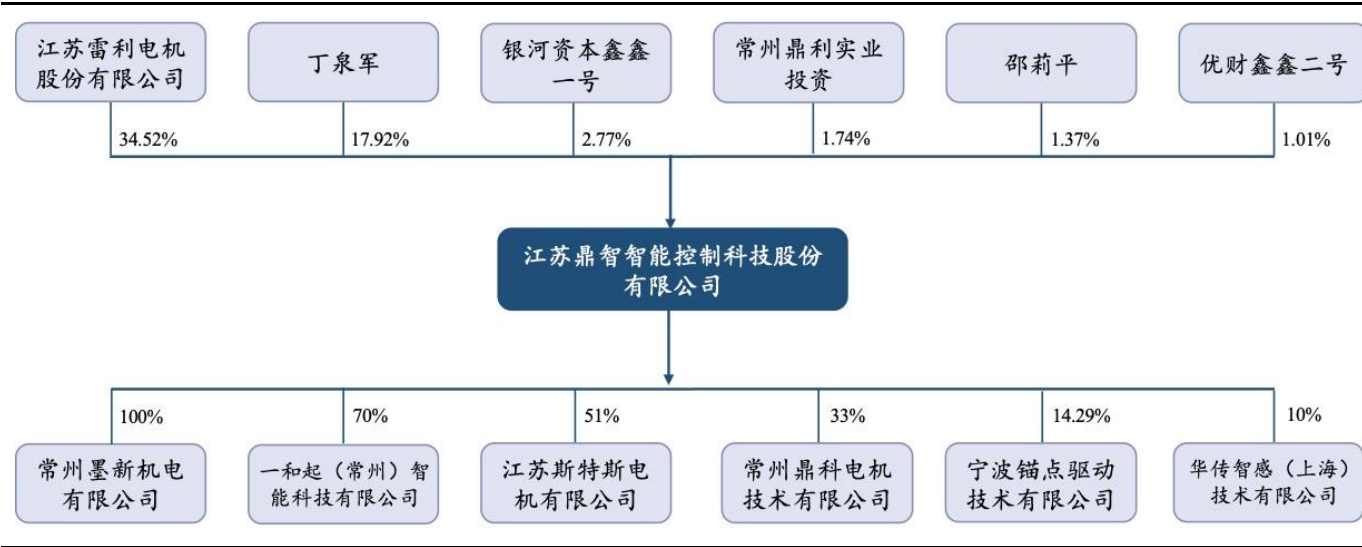 江苏雷利电机
股份有限公司
丁泉军
银河资本鑫鑫
一号
常州鼎利实业
投资
邵莉平
优财鑫鑫二号
34.52%
17.92%
2.77%
1.74%
1.37%
1.01%
江苏鼎智智能控制科技股份
有限公司
100%
70%
51%
33%
14.29%
10%
常州墨新机电
有限公司
一和起（常州）智
能科技有限公司
江苏斯特斯电
机有限公司
常州鼎科电机
技术有限公司
宁波锚点驱动
技术有限公司
华传智感（上海）
技术有限公司